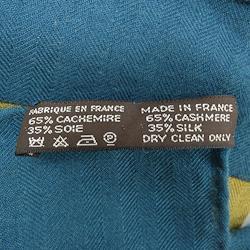 FABRIQUE EN FRANCE
65% CACHEMIRE
35% SOIE
MADE IN FRANCE
65% CASHMERE
35% SILK
DRY CLEAN ONLY